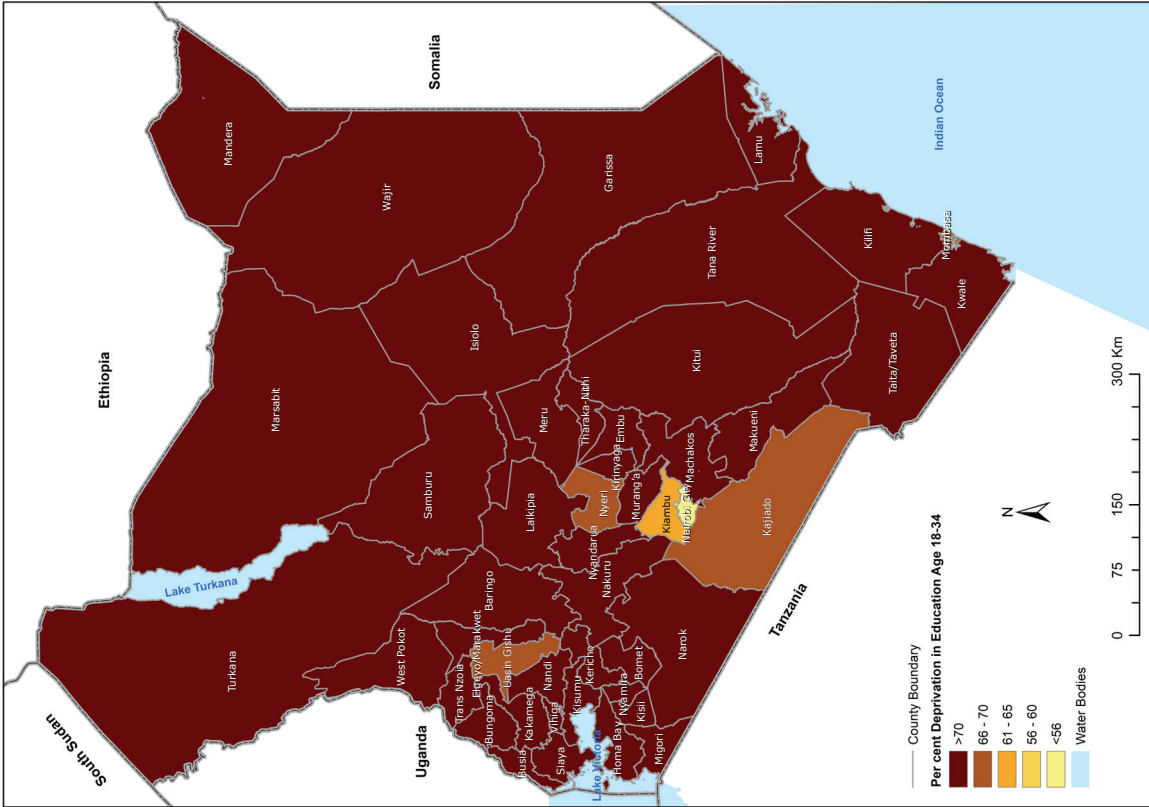 Ethiopia
South Sudan
Somalia
Uganda
Tanzania
Indian Ocean
Lake Turkana
Lake Victoria
Mandera
Wajir
Marsabit
Turkana
Garissa
Isiolo
Samburu
Lamu
Tana River
Kilifi
Mombasa
Kwale
Taita/Taveta
Kitui
Meru
Tharaka-Nithi
Embu
Kirinyaga
Nyeri
Murang'a
Laikipia
Machakos
Makueni
Kiambu
Nairobi City
Kajiado
Nyandarua
Nakuru
Baringo
West Pokot
Elgeyo/Marakwet
Uasin Gishu
Trans Nzoia
Bungoma
Kakamega
Nandi
Vihiga
Busia
Siaya
Kisumu
Kericho
Bomet
Nyamira
Kisii
Homa Bay
Migori
Narok
N
0 75 150 300 Km
County Boundary
Per cent Deprivation in Education Age 18-34
>70
66 - 70
61 - 65
56 - 60
<56
Water Bodies